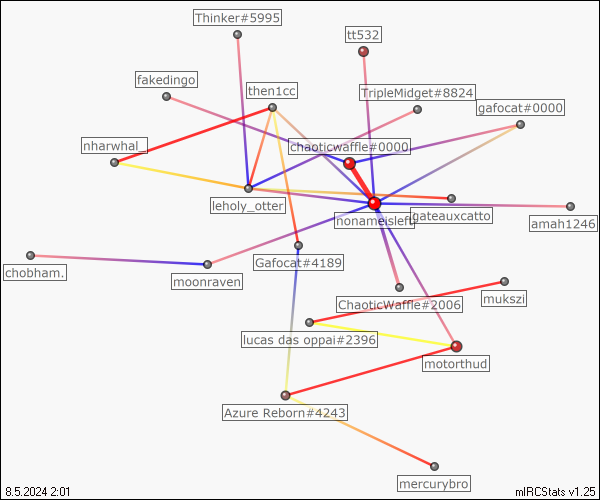 Thinker#5995
tt532
fakedingo
then1cc
TripleMidget#8824
gafocat#0000
nharwhal_
chaoticwaffle#0000
leholy_otter
nonameisleft
gateauxcatto
amah1246
chobham.
moonraven
Gafocat#4189
ChaoticWaffle#2006
mukszi
lucas das oppai#2396
motorthud
Azure Reborn#4243
mercurybro
8.5.2024 2:01
mIRCStats v1.25